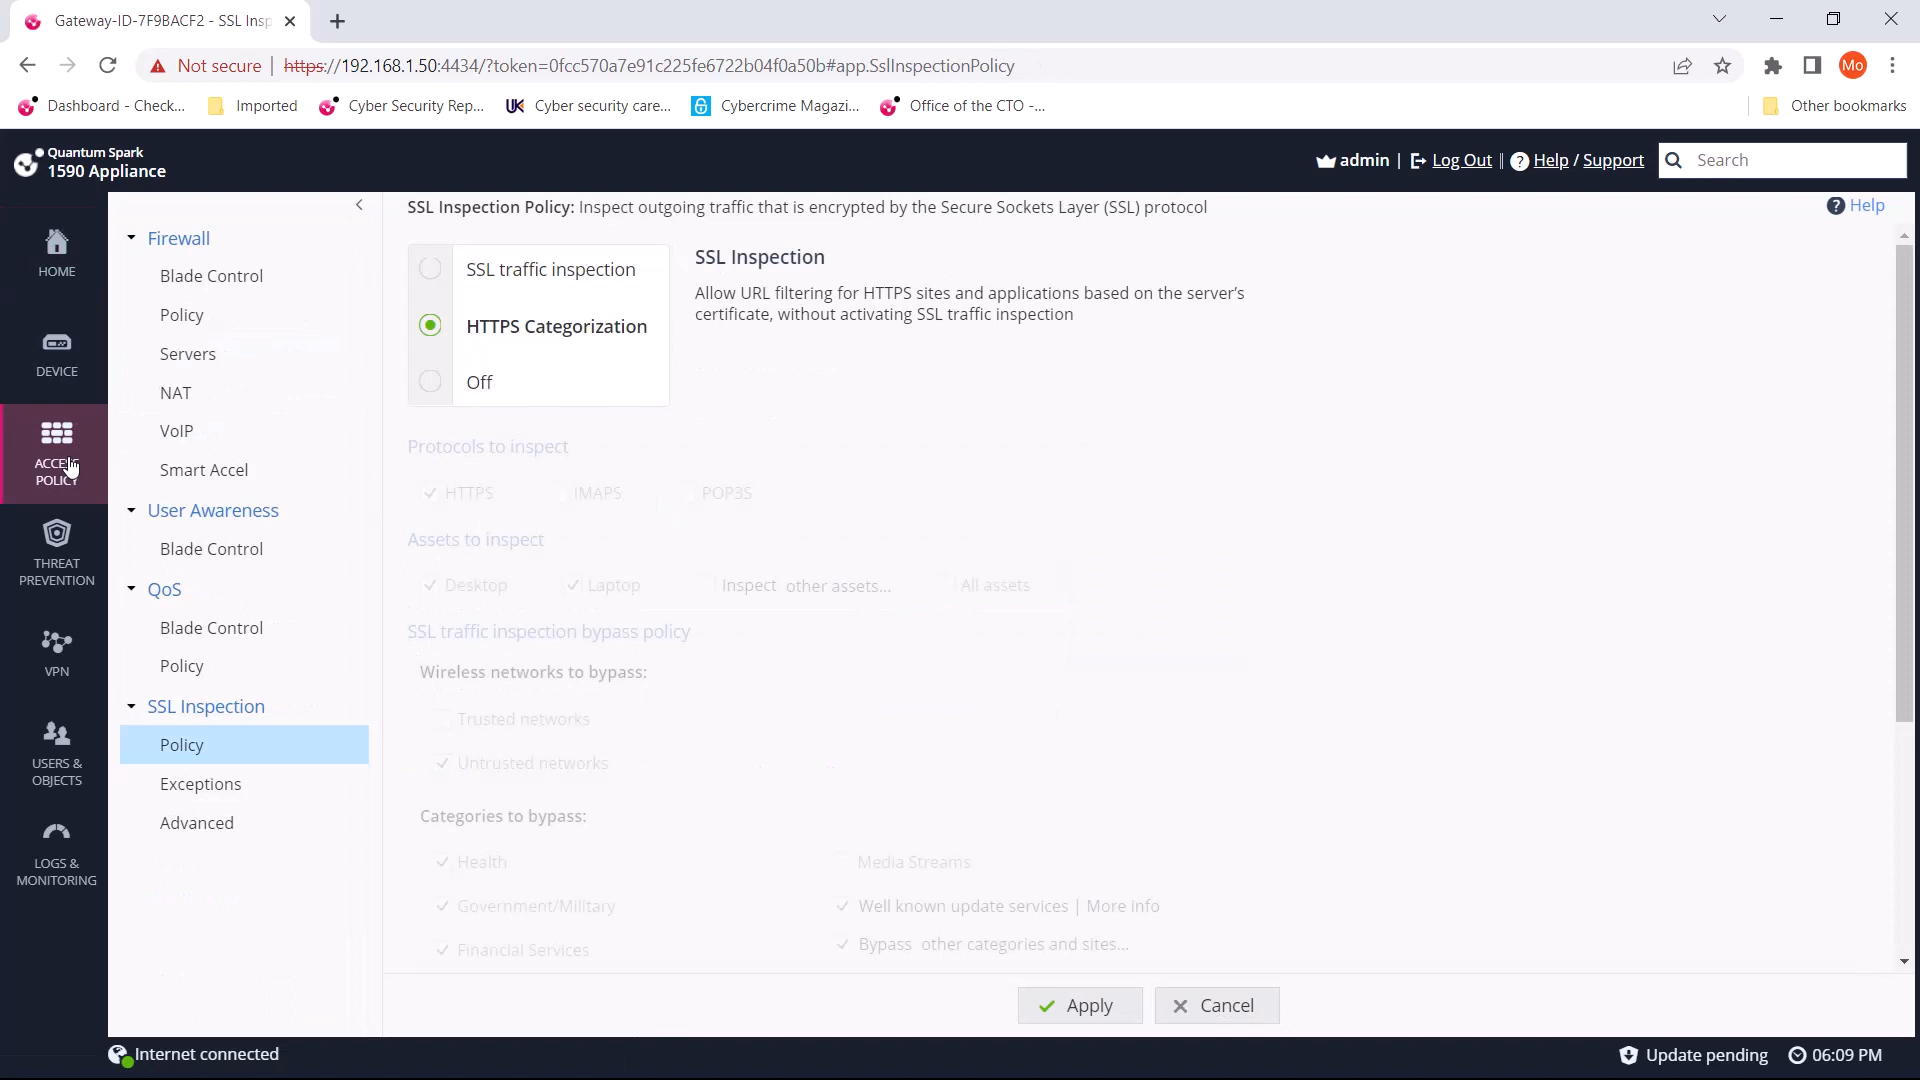 Gateway-ID-7F9BACF2 - SSL Insp
Not secure | https://192.168.1.50:4434/?token=0fcc570a7e91c225fe6722b04f0a50b#app.SslInspectionPolicy
Mo
Dashboard - Check...
Imported
Cyber Security Rep...
UK Cyber security care...
Cybercrime Magazi...
Office of the CTO -...
Other bookmarks
Quantum Spark
1590 Appliance
admin | Log Out | Help / Support
Search
HOME
DEVICE
ACCESS
POLICY
THREAT
PREVENTION
VPN
USERS &
OBJECTS
LOGS &
MONITORING
Firewall
Blade Control
Policy
Servers
NAT
VoIP
Smart Accel
User Awareness
Blade Control
QoS
Blade Control
Policy
SSL Inspection
Policy
Exceptions
Advanced
SSL Inspection Policy: Inspect outgoing traffic that is encrypted by the Secure Sockets Layer (SSL) protocol
Help
SSL traffic inspection
HTTPS Categorization
Off
SSL Inspection
Allow URL filtering for HTTPS sites and applications based on the server's
certificate, without activating SSL traffic inspection
Protocols to inspect
HTTPS IMAPS POP3S
Assets to inspect
Desktop Laptop Inspect other assets... All assets
SSL traffic inspection bypass policy
Wireless networks to bypass:
Trusted networks
Untrusted networks
Categories to bypass:
Health Media Streams
Government/Military Well known update services | More info
Financial Services Bypass other categories and sites...
Apply Cancel
Internet connected
Update pending 06:09 PM